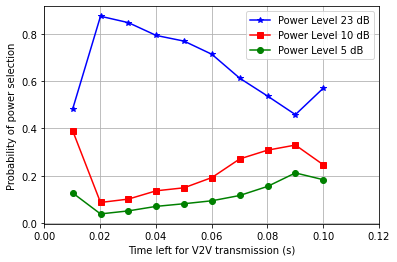 Power Level 23 dB
Power Level 10 dB
Power Level 5 dB
Probability of power selection
0.8
0.6
0.4
0.2
0.0
0.00 0.02 0.04 0.06 0.08 0.10 0.12
Time left for V2V transmission (s)